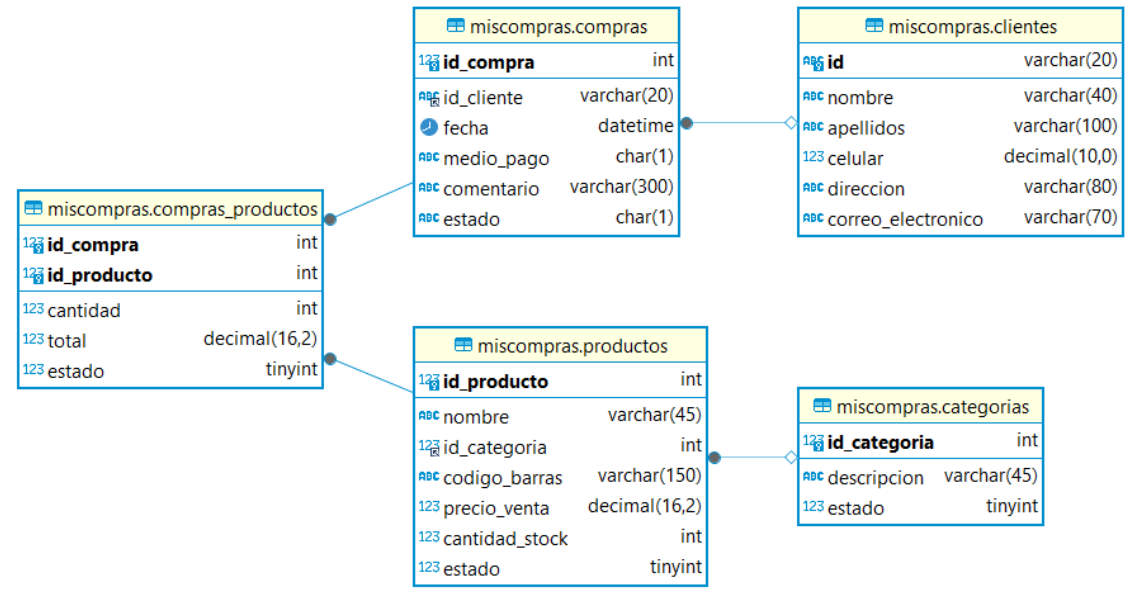 miscompras.compras
123 id_compra int
ABC id_cliente varchar(20)
fecha datetime
ABC medio_pago char(1)
ABC comentario varchar(300)
ABC estado char(1)
miscompras.clientes
ABC id varchar(20)
ABC nombre varchar(40)
ABC apellidos varchar(100)
123 celular decimal(10,0)
ABC direccion varchar(80)
ABC correo_electronico varchar(70)
miscompras.compras_productos
123 id_compra int
123 id_producto int
123 cantidad int
123 total decimal(16,2)
123 estado tinyint
miscompras.productos
123 id_producto int
ABC nombre varchar(45)
123 id_categoria int
ABC codigo_barras varchar(150)
123 precio_venta decimal(16,2)
123 cantidad_stock int
123 estado tinyint
miscompras.categorias
123 id_categoria int
ABC descripcion varchar(45)
123 estado tinyint